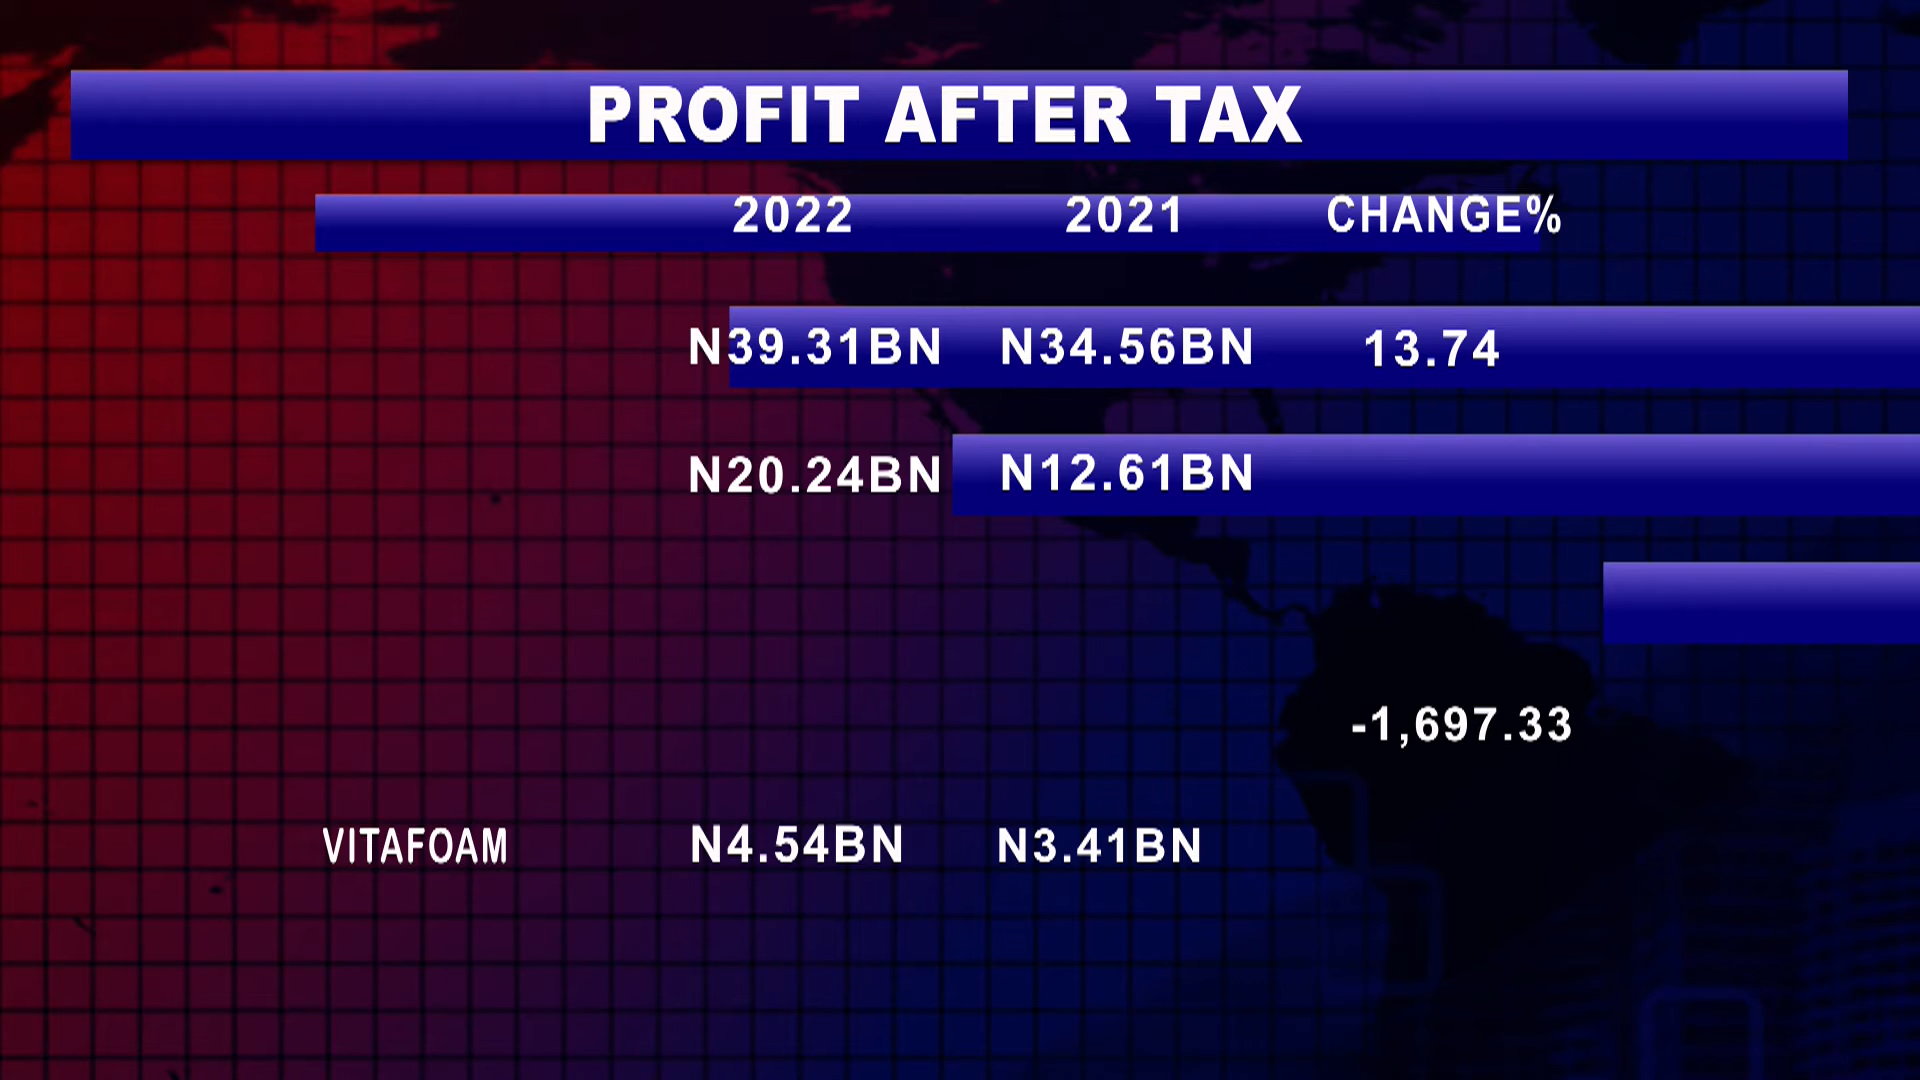 PROFIT AFTER TAX
2022 2021 CHANGE%
N39.31BN N34.56BN 13.74
N20.24BN N12.61BN
-1,697.33
VITAFOAM N4.54BN N3.41BN